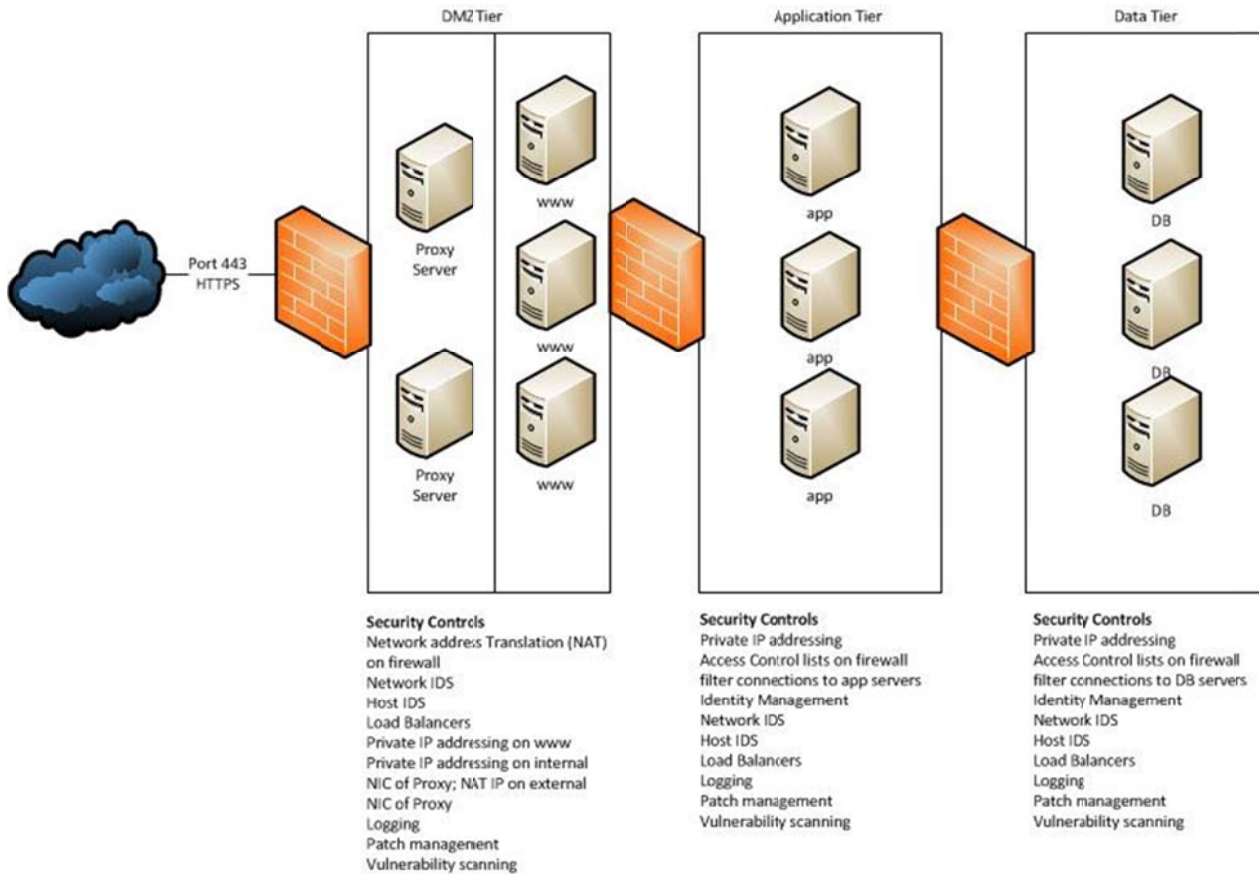 DMZ Tier
Application Tier
Data Tier
Port 443
HTTPS
Proxy
Server
Proxy
Server
www
www
www
app
app
app
DB
DB
DB
Security Controls
Network address Translation (NAT)
on firewall
Network IDS
Host IDS
Load Balancers
Private IP addressing on www
Private IP addressing on internal
NIC of Proxy; NAT IP on external
NIC of Proxy
Logging
Patch management
Vulnerability scanning
Security Controls
Private IP addressing
Access Control lists on firewall
filter connections to app servers
Identity Management
Network IDS
Host IDS
Load Balancers
Logging
Patch management
Vulnerability scanning
Security Controls
Private IP addressing
Access Control lists on firewall
filter connections to DB servers
Identity Management
Network IDS
Host IDS
Load Balancers
Logging
Patch management
Vulnerability scanning